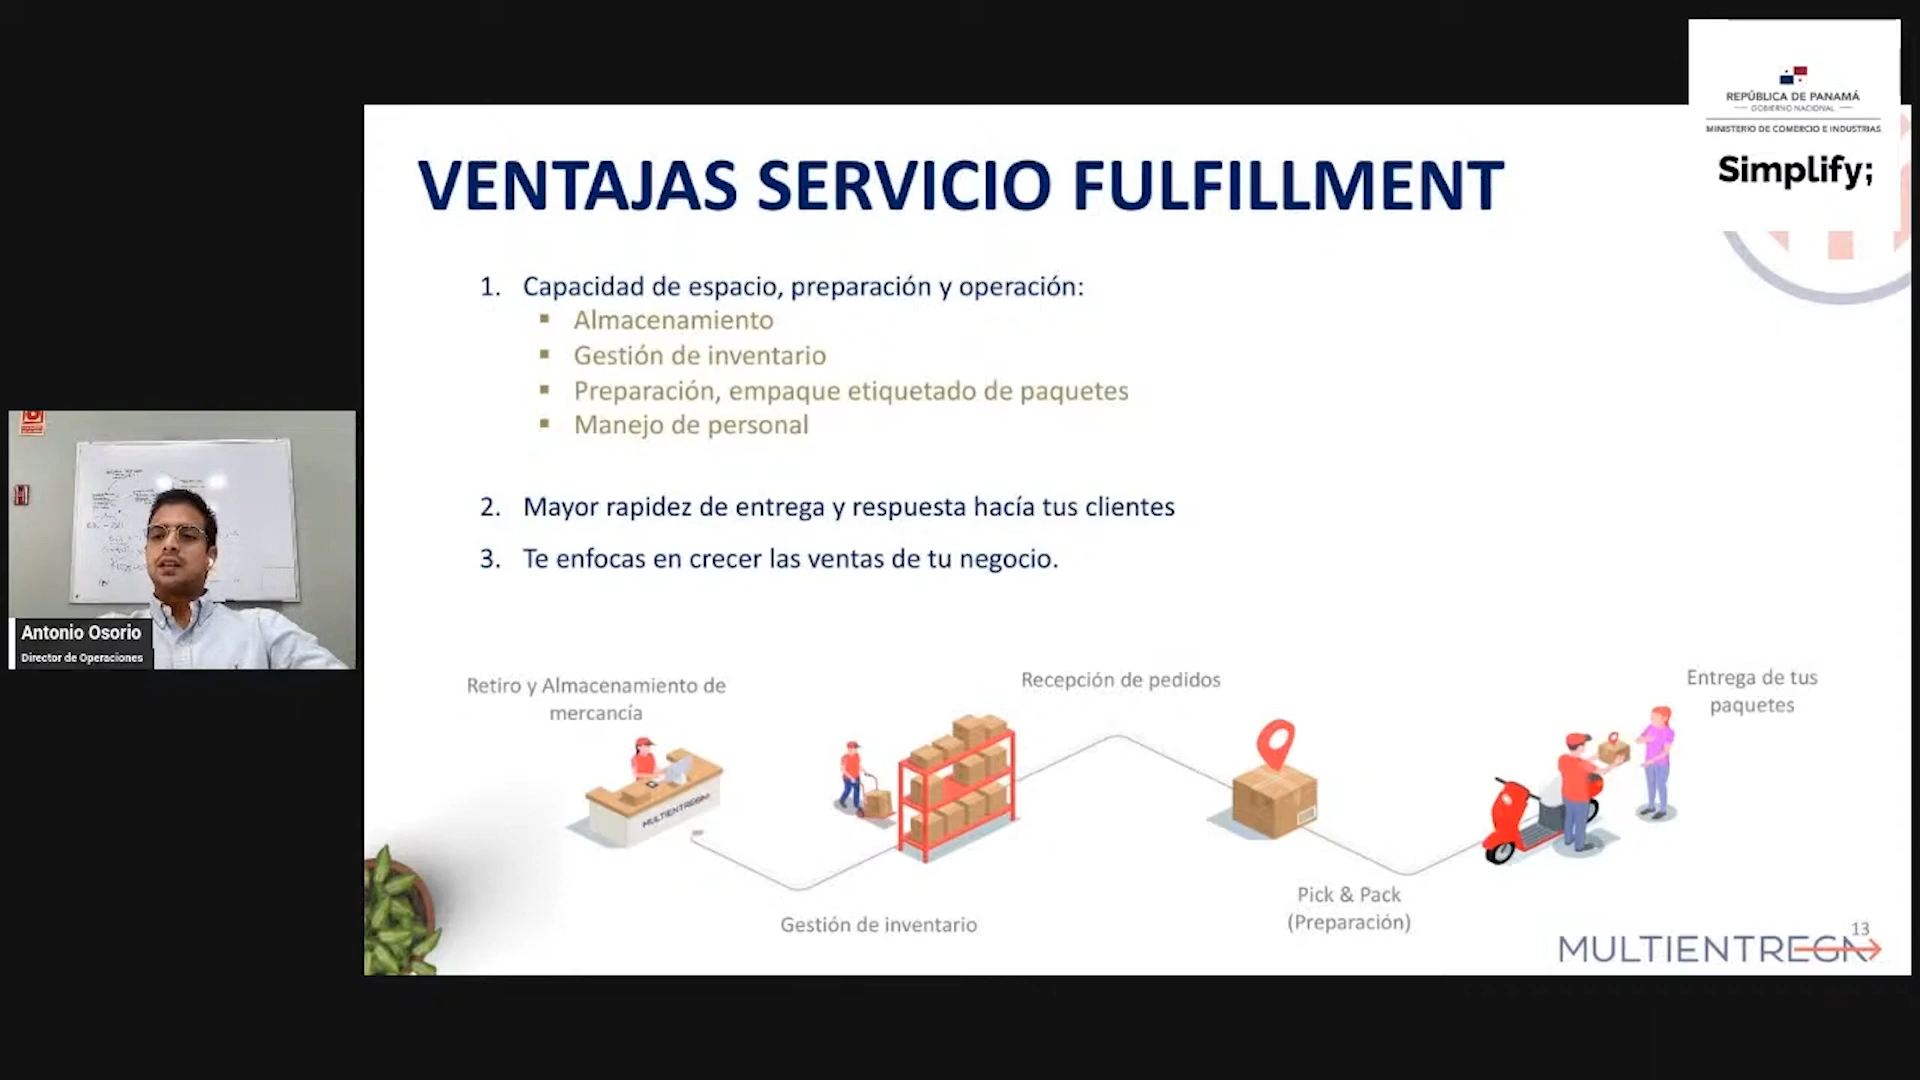 REPÚBLICA DE PANAMÁ
GOBIERNO NACIONAL
MINISTERIO DE COMERCIO E INDUSTRIAS
Simplify;
VENTAJAS SERVICIO FULFILLMENT
1. Capacidad de espacio, preparación y operación:
▪ Almacenamiento
▪ Gestión de inventario
▪ Preparación, empaque etiquetado de paquetes
▪ Manejo de personal
2. Mayor rapidez de entrega y respuesta hacía tus clientes
3. Te enfocas en crecer las ventas de tu negocio.
Antonio Osorio
Director de Operaciones
Retiro y Almacenamiento de
mercancía
Recepción de pedidos
Entrega de tus
paquetes
MULTIENTREGA
Gestión de inventario
Pick & Pack
(Preparación)
13
MULTIENTREGA